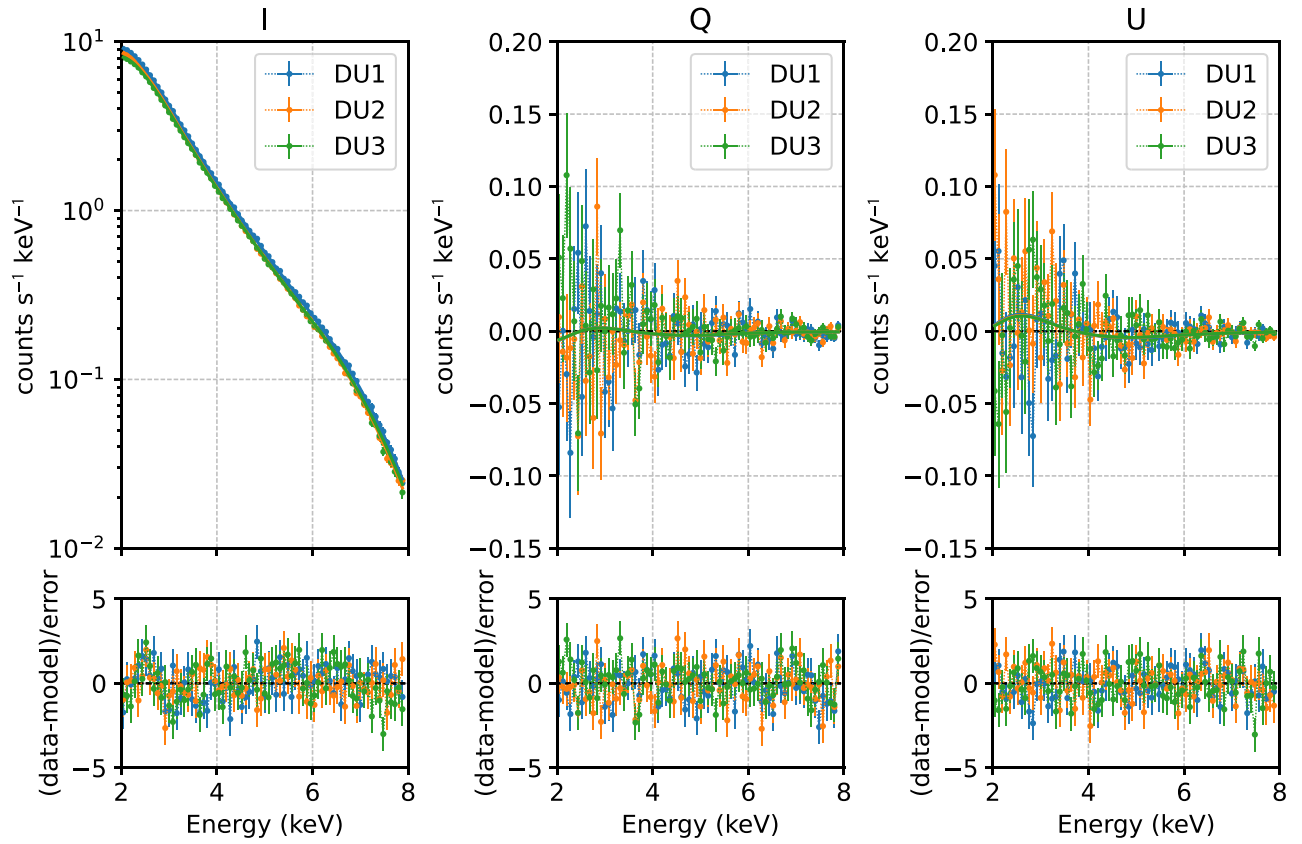 I
Q
U
counts s⁻¹ keV⁻¹
10¹
10⁰
10⁻¹
10⁻²
DU1
DU2
DU3
counts s⁻¹ keV⁻¹
0.20
0.15
0.10
0.05
0.00
−0.05
−0.10
−0.15
DU1
DU2
DU3
counts s⁻¹ keV⁻¹
0.20
0.15
0.10
0.05
0.00
−0.05
−0.10
−0.15
DU1
DU2
DU3
(data-model)/error
5
0
−5
2 4 6 8
Energy (keV)
(data-model)/error
5
0
−5
2 4 6 8
Energy (keV)
(data-model)/error
5
0
−5
2 4 6 8
Energy (keV)